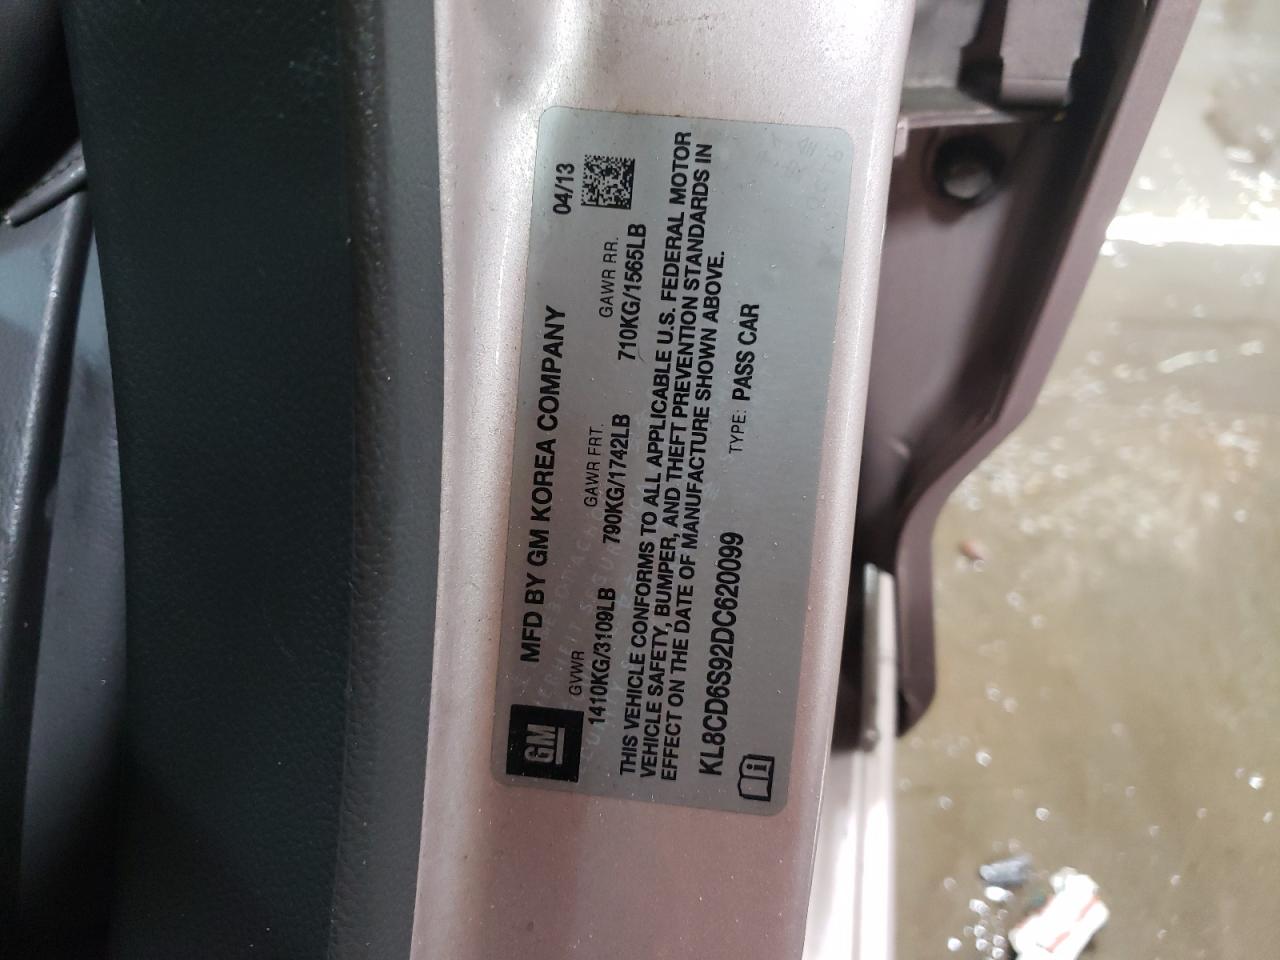 GM
MFD BY GM KOREA COMPANY 04/13
GVWR GAWR FRT. GAWR RR.
1410KG/3109LB 790KG/1742LB 710KG/1565LB
THIS VEHICLE CONFORMS TO ALL APPLICABLE U.S. FEDERAL MOTOR
VEHICLE SAFETY, BUMPER, AND THEFT PREVENTION STANDARDS IN
EFFECT ON THE DATE OF MANUFACTURE SHOWN ABOVE.
KL8CD6S92DC620099 TYPE: PASS CAR
i